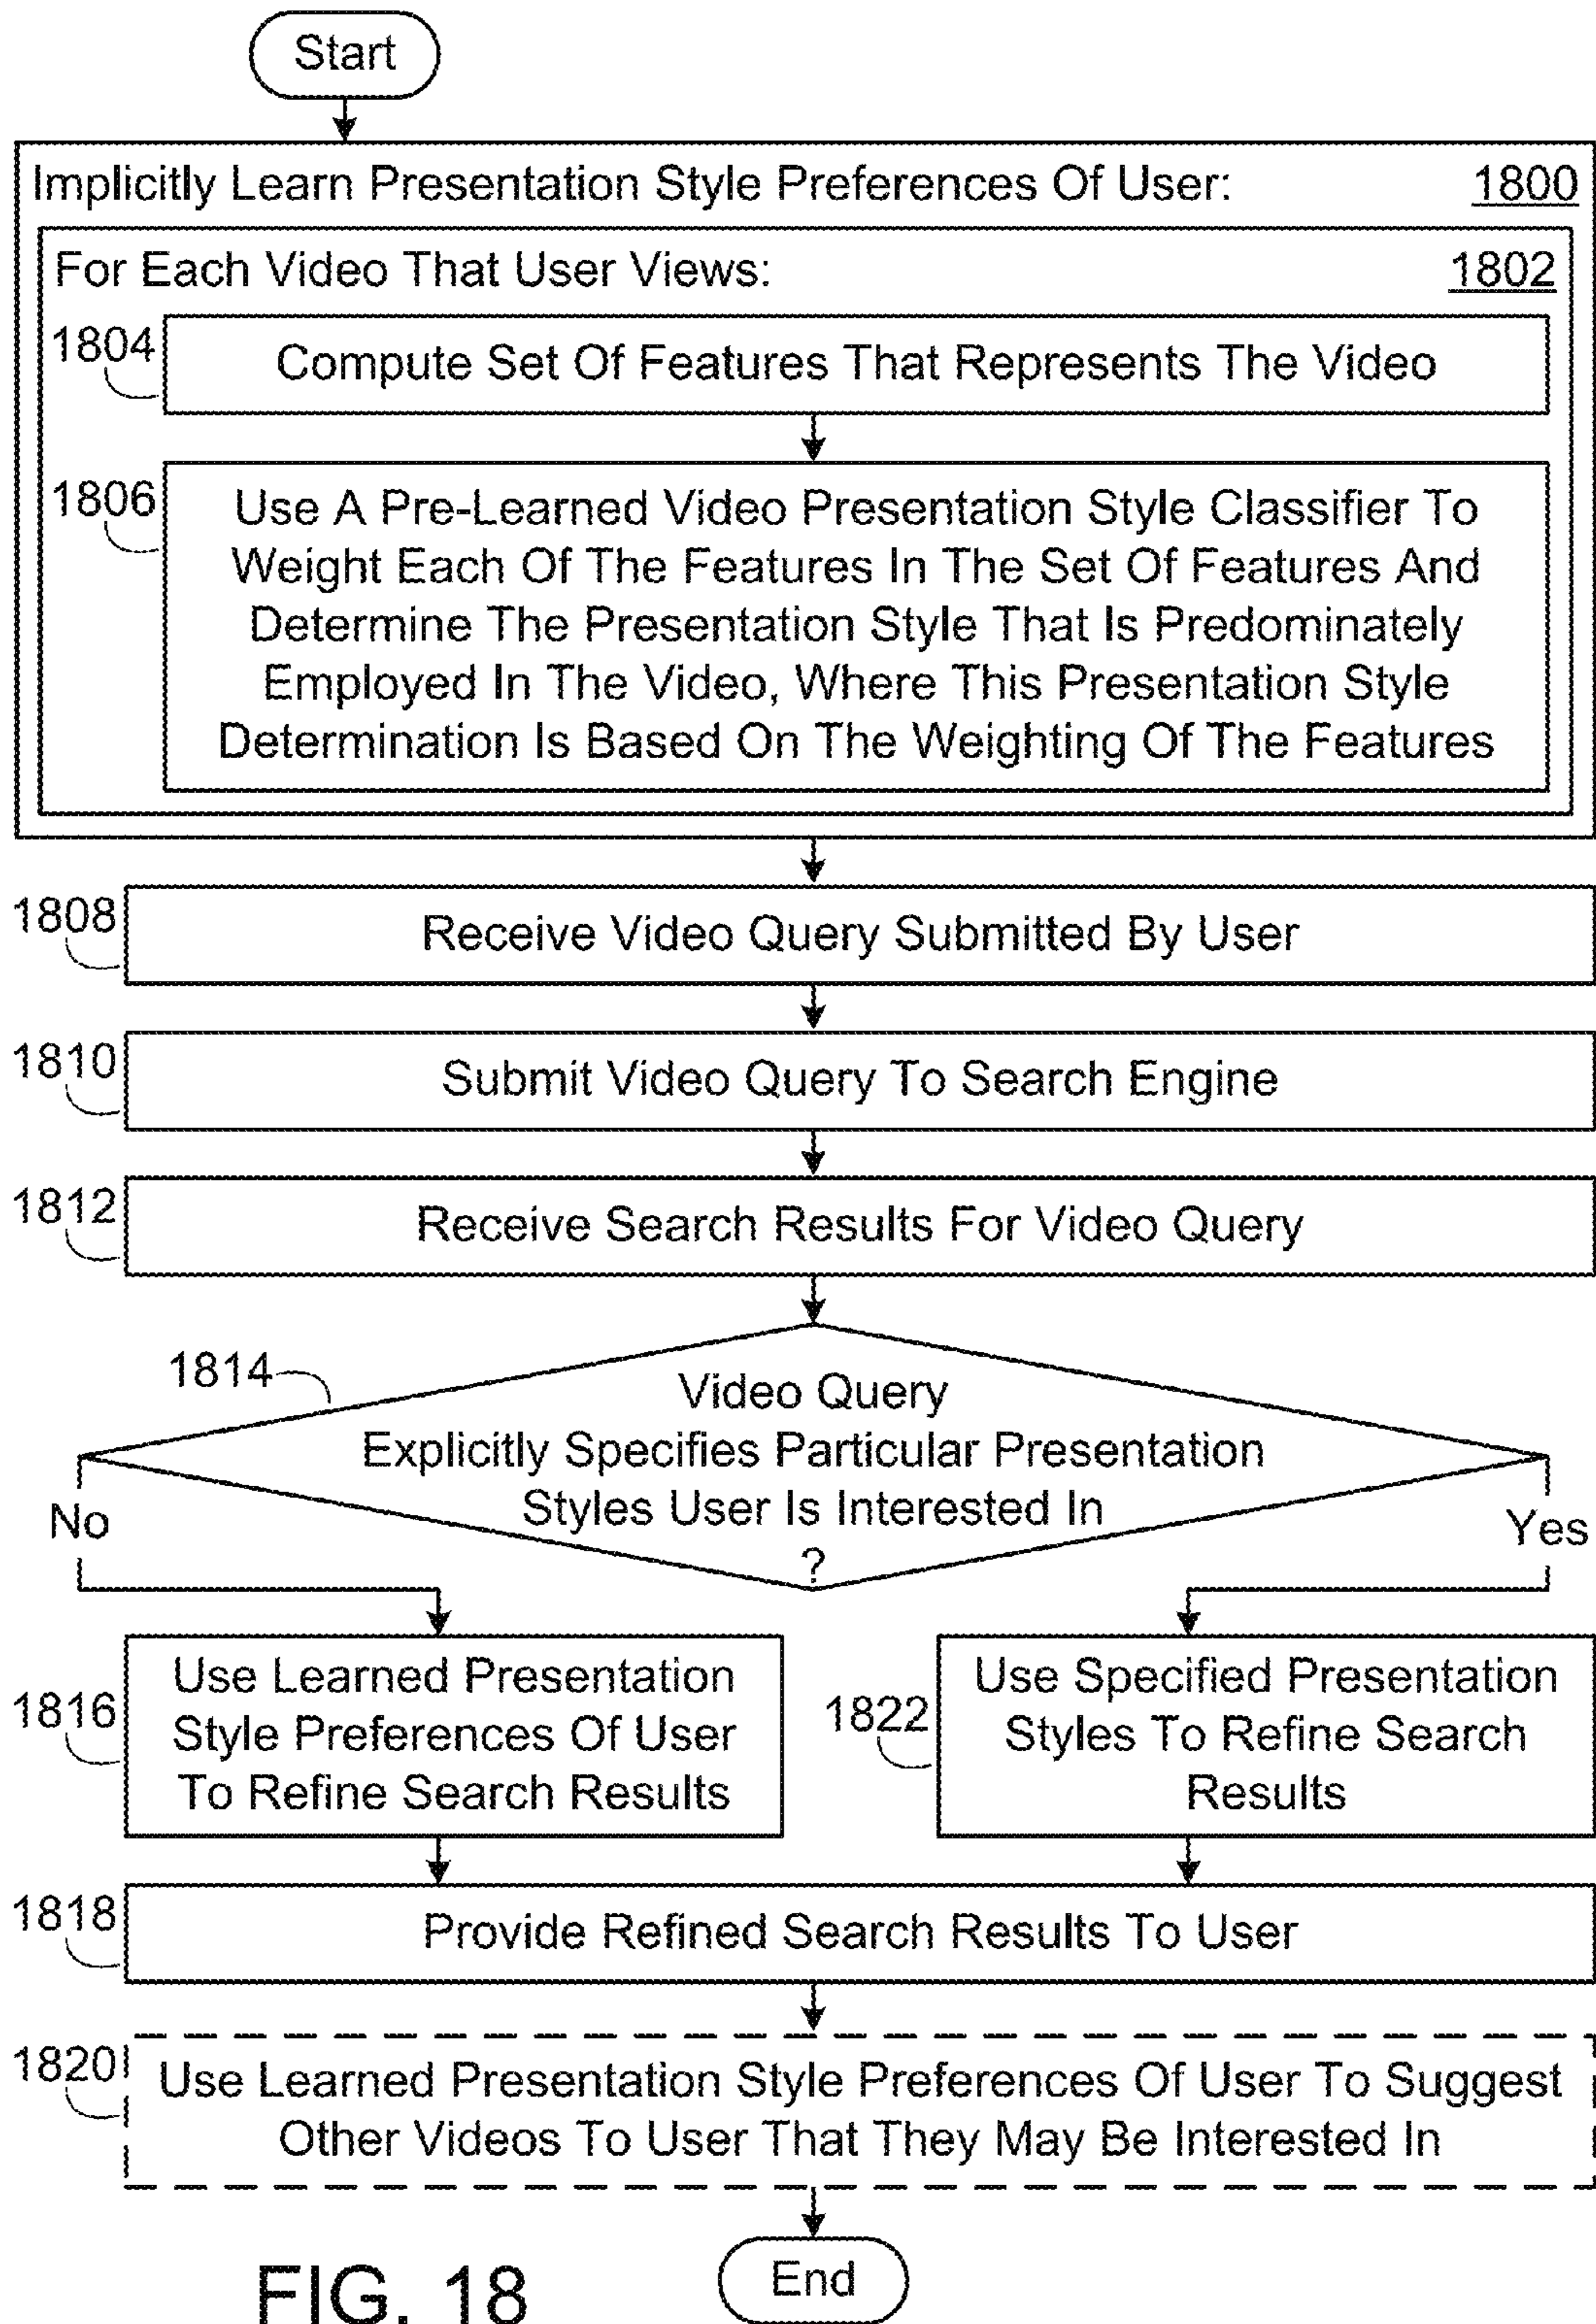 Start
Implicitly Learn Presentation Style Preferences Of User: 1800
For Each Video That User Views: 1802
1804
Compute Set Of Features That Represents The Video
1806
Use A Pre-Learned Video Presentation Style Classifier To
Weight Each Of The Features In The Set Of Features And
Determine The Presentation Style That Is Predominately
Employed In The Video, Where This Presentation Style
Determination Is Based On The Weighting Of The Features
1808
Receive Video Query Submitted By User
1810
Submit Video Query To Search Engine
1812
Receive Search Results For Video Query
1814
Video Query
Explicitly Specifies Particular Presentation
Styles User Is Interested In
?
No
Yes
1816
Use Learned Presentation
Style Preferences Of User
To Refine Search Results
1822
Use Specified Presentation
Styles To Refine Search
Results
1818
Provide Refined Search Results To User
1820
Use Learned Presentation Style Preferences Of User To Suggest
Other Videos To User That They May Be Interested In
End
FIG. 18